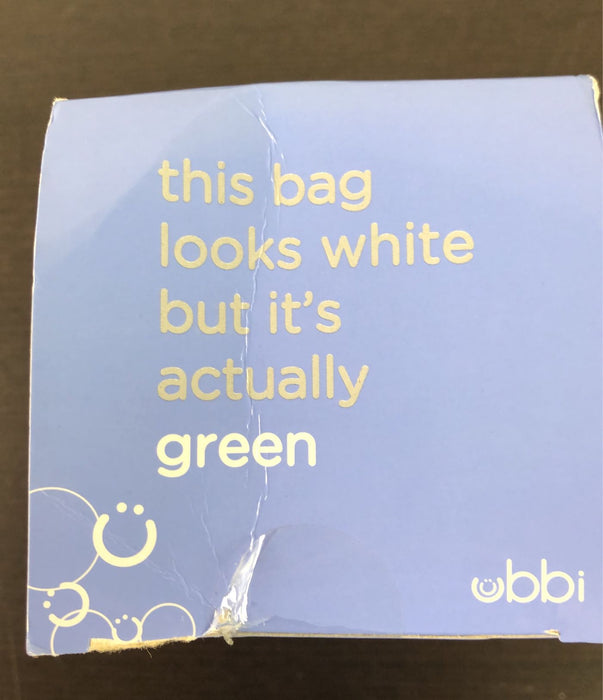 this bag
looks white
but it's
actually
green
ubbi